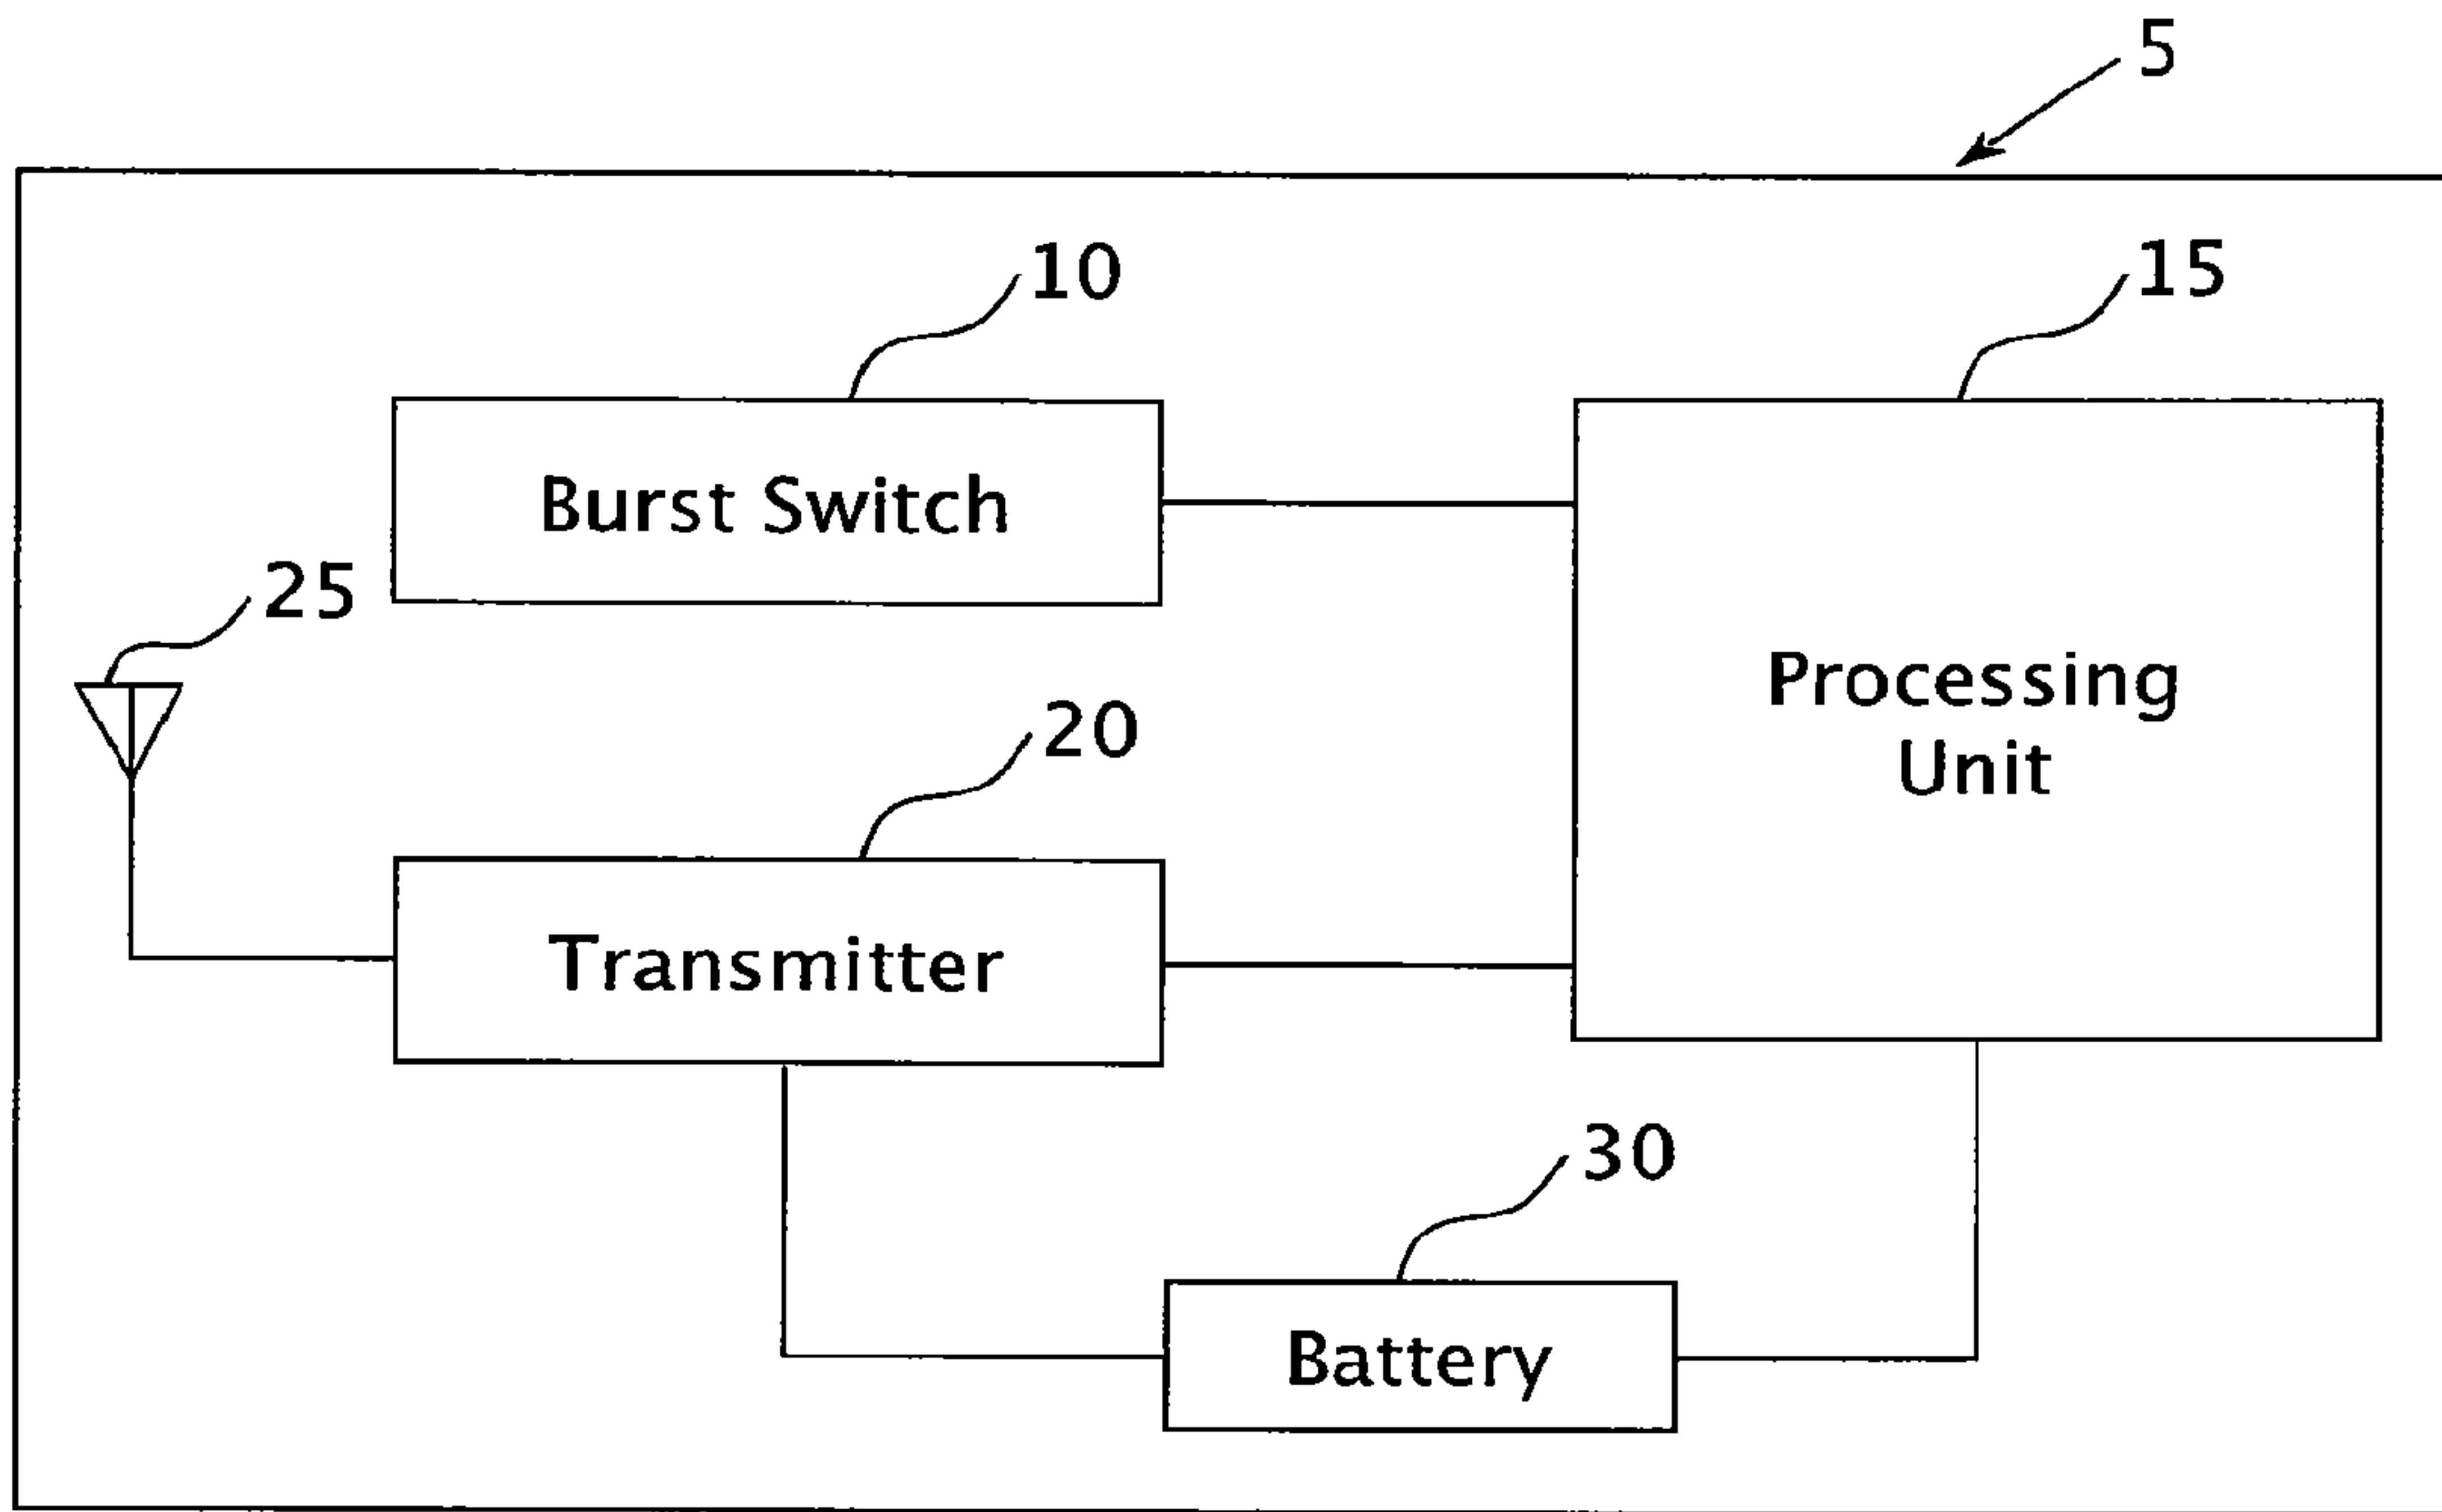 5
10
15
Burst Switch
25
Processing
Unit
20
Transmitter
30
Battery